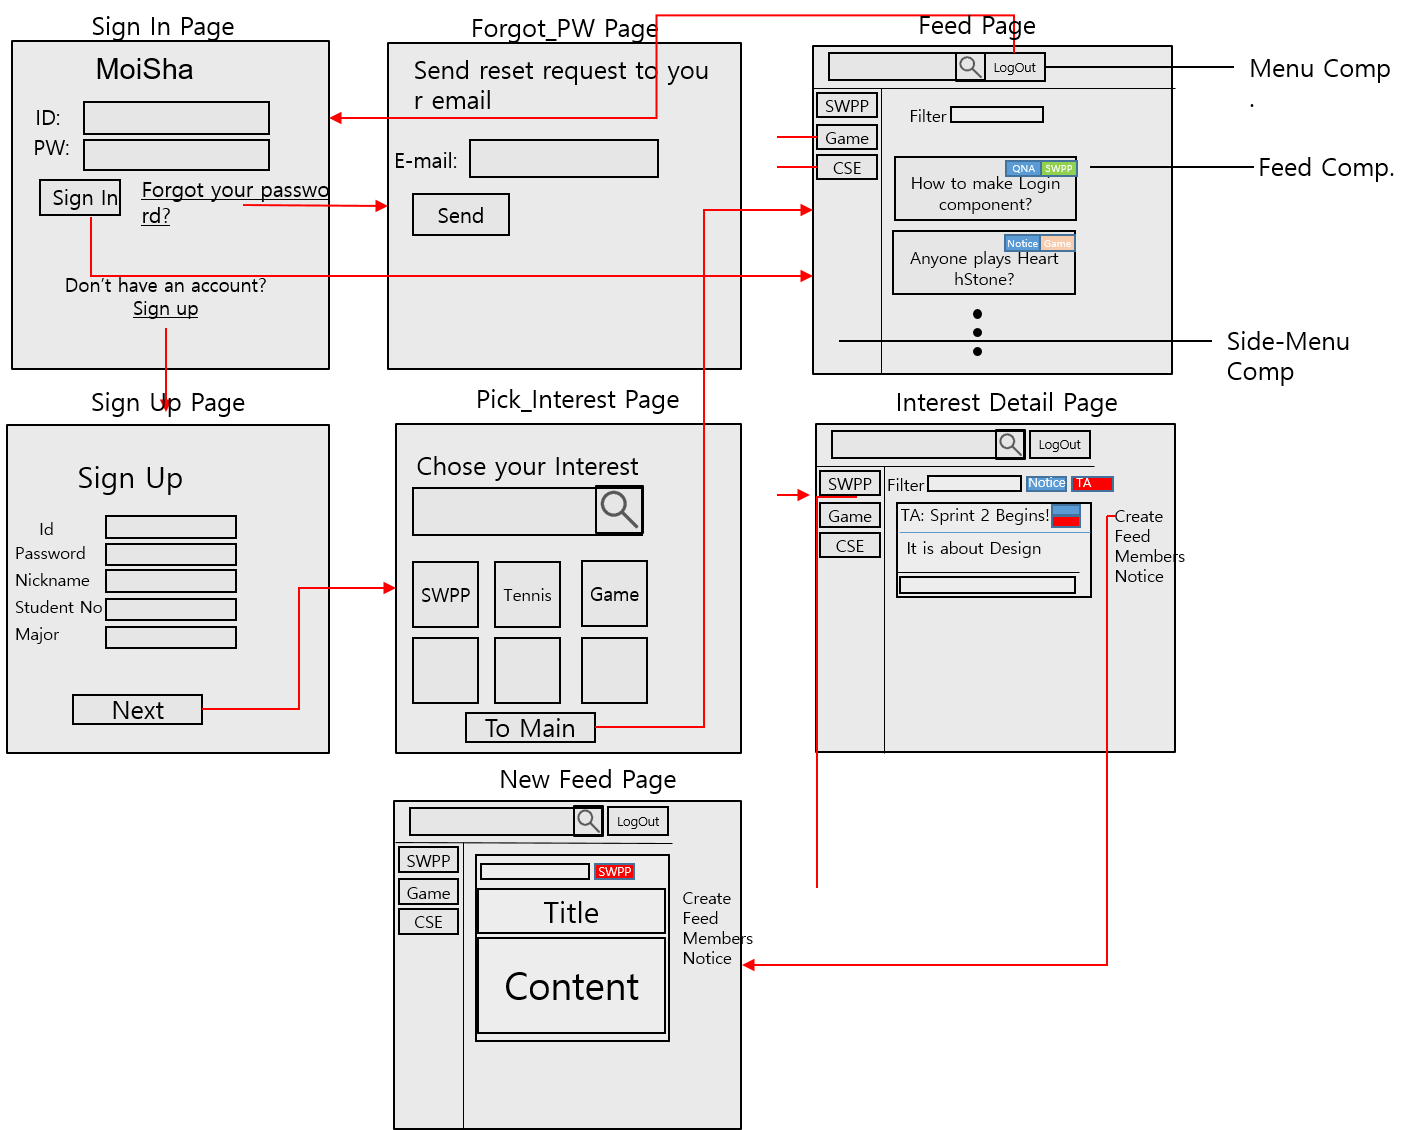 Sign In Page
MoiSha
ID:
PW:
Sign In
Forgot your passwo
rd?
Don't have an account?
Sign up
Forgot_PW Page
Send reset request to you
r email
E-mail:
Send
Feed Page
LogOut
SWPP
Game
CSE
Filter
QNA
SWPP
How to make Login
component?
Notice
Game
Anyone plays Heart
hStone?
Menu Comp
.
Feed Comp.
Side-Menu
Comp
Sign Up Page
Sign Up
Id
Password
Nickname
Student No
Major
Next
Pick_Interest Page
Chose your Interest
SWPP
Tennis
Game
To Main
Interest Detail Page
LogOut
SWPP
Game
CSE
Filter
Notice
TA
TA: Sprint 2 Begins!
It is about Design
Create
Feed
Members
Notice
New Feed Page
LogOut
SWPP
Game
CSE
SWPP
Title
Content
Create
Feed
Members
Notice